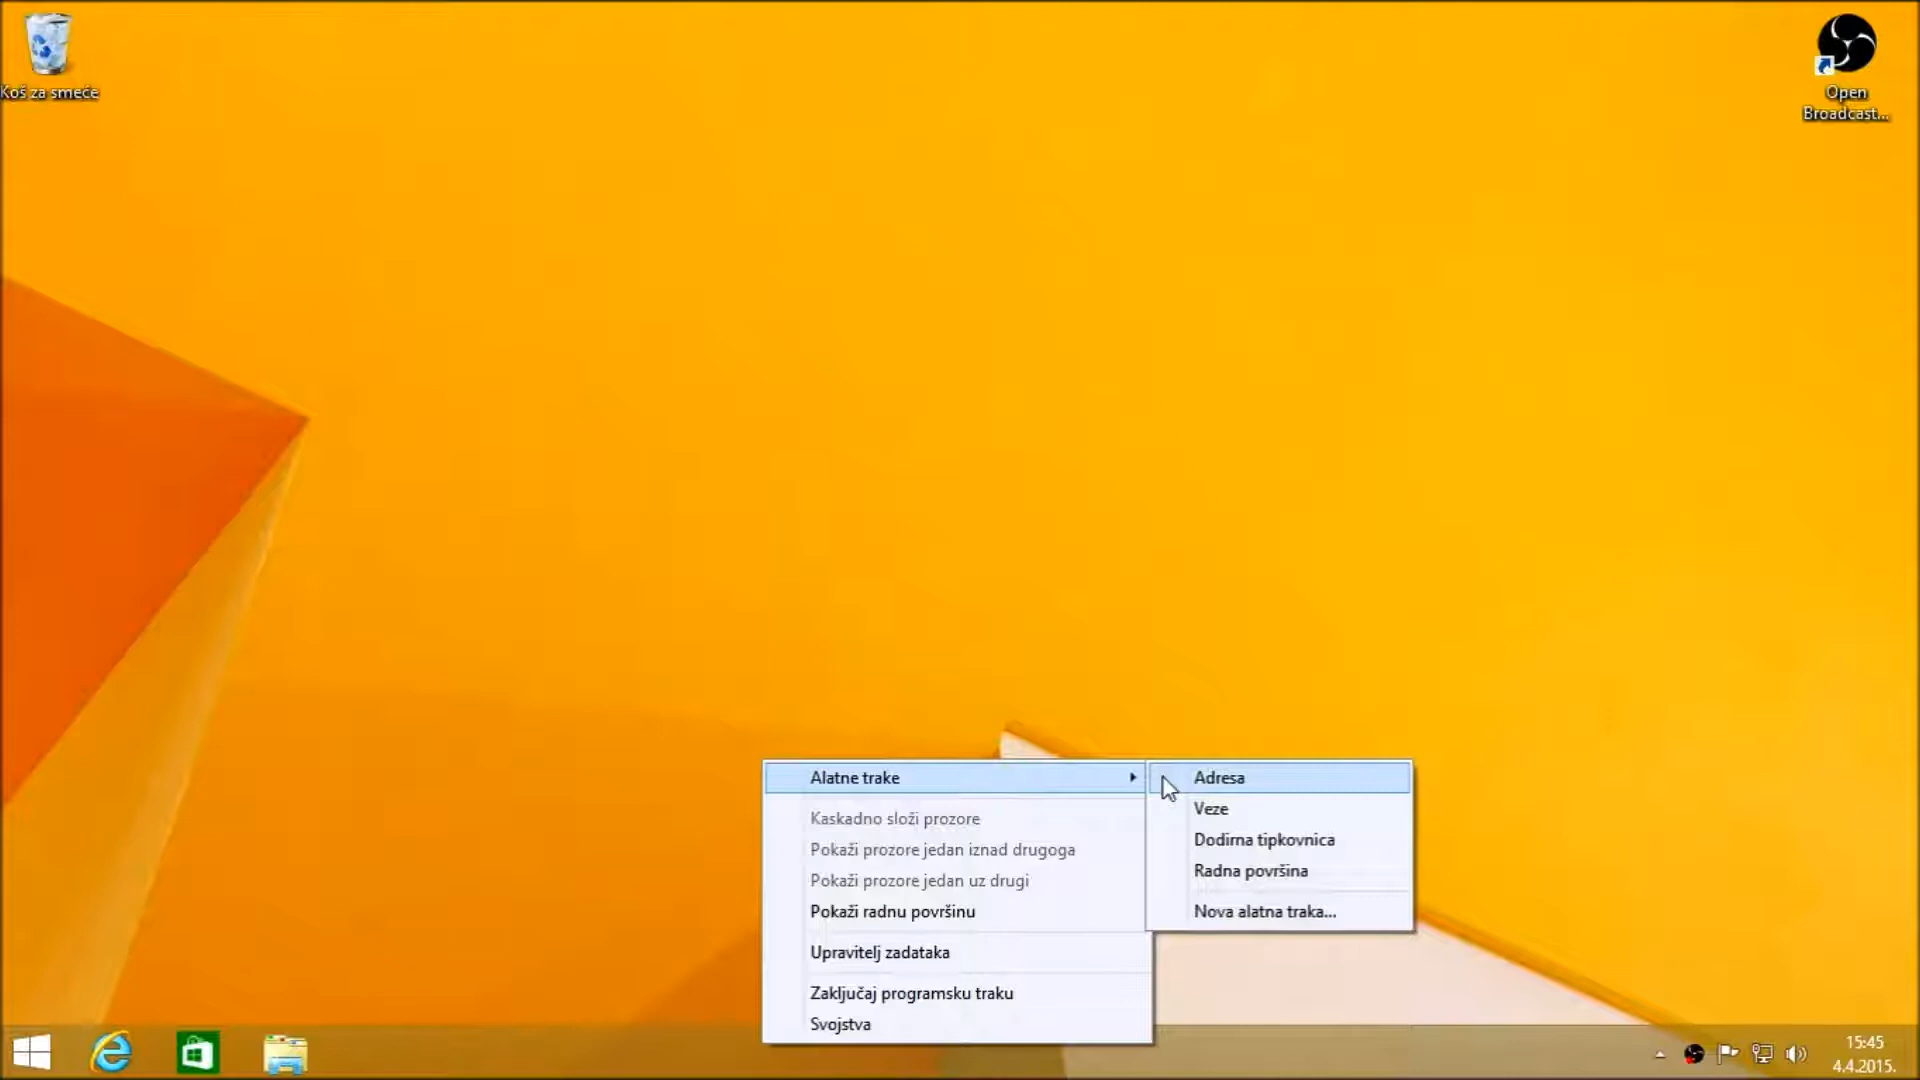 Koš za smeće
Open
Broadcast...
Alatne trake
Kaskadno složi prozore
Pokaži prozore jedan iznad drugoga
Pokaži prozore jedan uz drugi
Pokaži radnu površinu
Upravitelj zadataka
Zaključaj programsku traku
Svojstva
Adresa
Veze
Dodirna tipkovnica
Radna površina
Nova alatna traka...
15:45
4.4.2015.